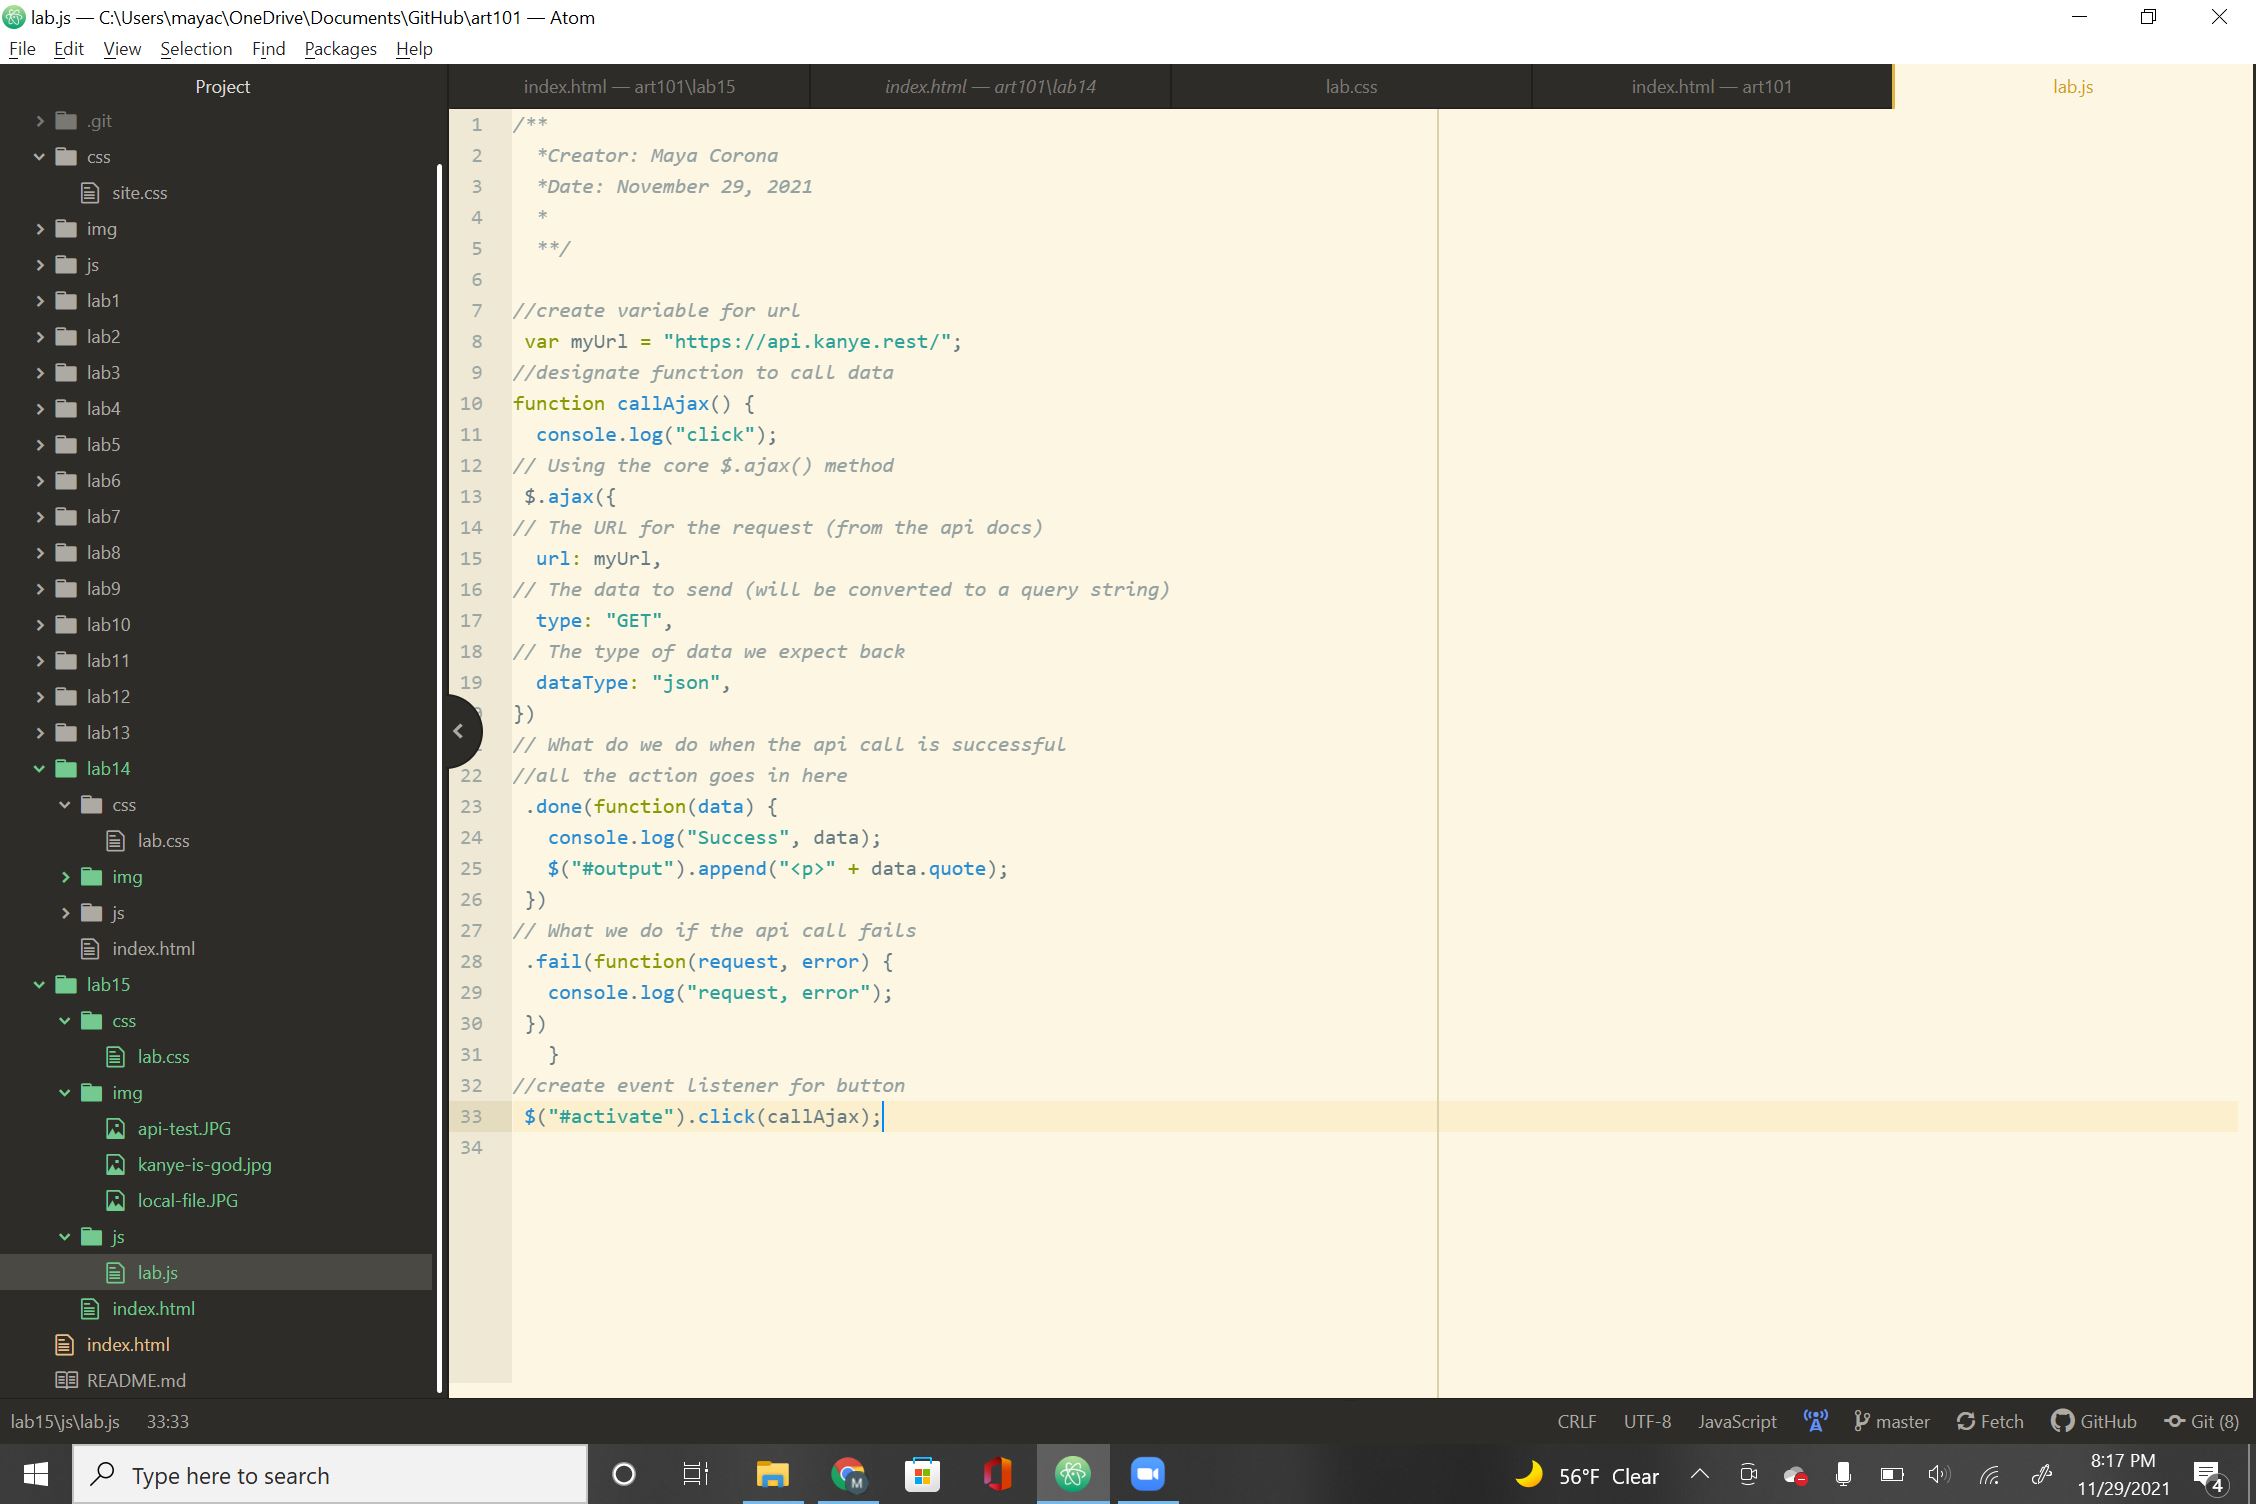 lab.js — C:\Users\mayac\OneDrive\Documents\GitHub\art101 — Atom
File Edit View Selection Find Packages Help
Project
index.html — art101\lab15
index.html — art101\lab14
lab.css
index.html — art101
lab.js
.git
css
site.css
img
js
lab1
lab2
lab3
lab4
lab5
lab6
lab7
lab8
lab9
lab10
lab11
lab12
lab13
lab14
css
lab.css
img
js
index.html
lab15
css
lab.css
img
api-test.JPG
kanye-is-god.jpg
local-file.JPG
js
lab.js
index.html
index.html
README.md
1 /**
2 *Creator: Maya Corona
3 *Date: November 29, 2021
4 *
5 **/
6
7 //create variable for url
8 var myUrl = "https://api.kanye.rest/";
9 //designate function to call data
10 function callAjax() {
11 console.log("click");
12 // Using the core $.ajax() method
13 $.ajax({
14 // The URL for the request (from the api docs)
15 url: myUrl,
16 // The data to send (will be converted to a query string)
17 type: "GET",
18 // The type of data we expect back
19 dataType: "json",
})
// What do we do when the api call is successful
22 //all the action goes in here
23 .done(function(data) {
24 console.log("Success", data);
25 $("#output").append("<p>" + data.quote);
26 })
27 // What we do if the api call fails
28 .fail(function(request, error) {
29 console.log("request, error");
30 })
31 }
32 //create event listener for button
33 $("#activate").click(callAjax);
34
lab15\js\lab.js 33:33
CRLF UTF-8 JavaScript master Fetch GitHub Git (8)
Type here to search
M
56°F Clear
8:17 PM
11/29/2021
4